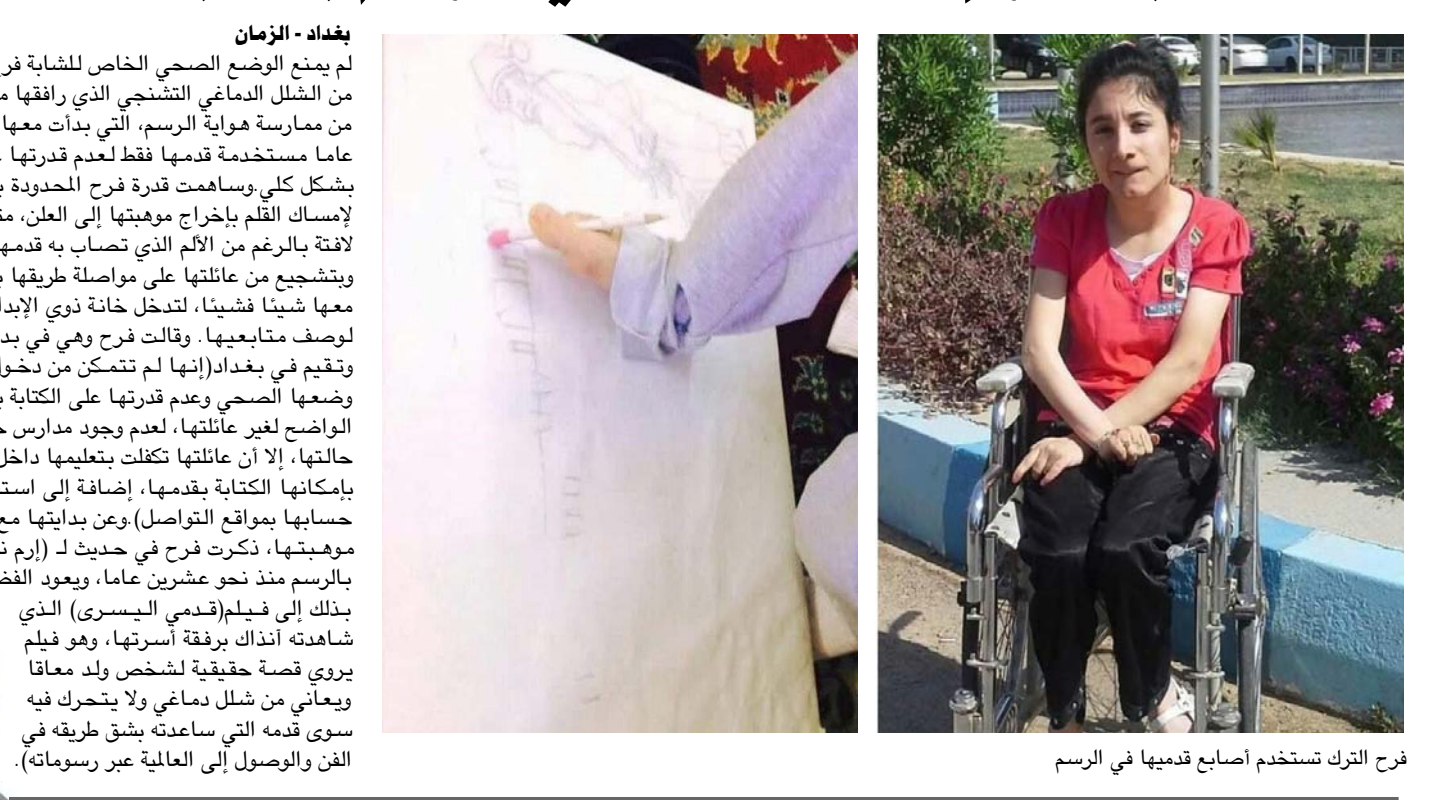 بغداد - الزمان
لم يمنع الوضع الصحي الخاص للشابة
من الشلل الدماغي التشنجي الذي رافقها
من ممارسة هواية الرسم، التي بدأت معها
عاما مستخدمة قدمها فقط لعدم قدرتها
بشكل كلي.وساهمت قدرة فرح المحدودة
لإمساك القلم بإخراج موهبتها إلى العلن،
لافتة بالرغم من الألم الذي تصاب به قدمها
وبتشجيع من عائلتها على مواصلة طريقها
معها شيئا فشيئا، لتدخل خانة ذوي
لوصف متابعيها. وقالت فرح وهي في
وتقيم في بغداد(إنها لم تتمكن من
وضعها الصحي وعدم قدرتها على الكتابة
الواضح لغير عائلتها، لعدم وجود مدارس
حالتها، إلا أن عائلتها تكفلت بتعليمها داخل
بإمكانها الكتابة بقدمها، إضافة إلى
حسابها بمواقع التواصل).وعن بدايتها مع
موهبتها، ذكرت فرح في حديث لـ (إرم
بالرسم منذ نحو عشرين عاما، ويعود
بذلك إلى فيلم(قدمي اليسرى) الذي
شاهدته آنذاك برفقة أسرتها، وهو فيلم
يروي قصة حقيقية لشخص ولد معاقا
ويعاني من شلل دماغي ولا يتحرك فيه
سوى قدمه التي ساعدته بشق طريقه في
الفن والوصول إلى العالمية عبر رسوماته).
فرح الترك تستخدم أصابع قدميها في الرسم